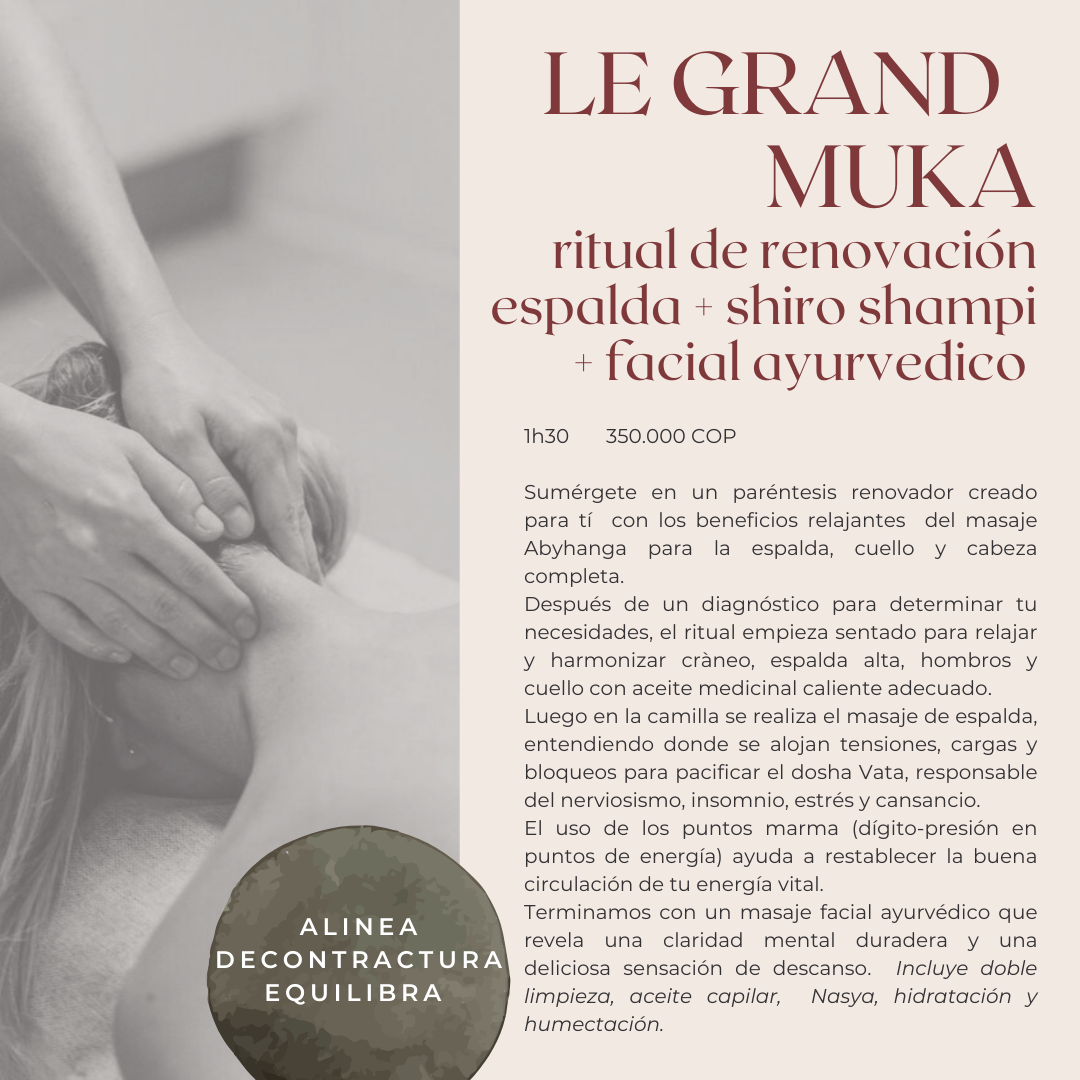 LE GRAND
MUKA
ritual de renovación
espalda + shiro shampi
+ facial ayurvedico
1h30 350.000 COP
Sumérgete en un paréntesis renovador creado
para tí con los beneficios relajantes del masaje
Abyhanga para la espalda, cuello y cabeza
completa.
Después de un diagnóstico para determinar tu
necesidades, el ritual empieza sentado para relajar
y harmonizar cràneo, espalda alta, hombros y
cuello con aceite medicinal caliente adecuado.
Luego en la camilla se realiza el masaje de espalda,
entendiendo donde se alojan tensiones, cargas y
bloqueos para pacificar el dosha Vata, responsable
del nerviosismo, insomnio, estrés y cansancio.
El uso de los puntos marma (dígito-presión en
puntos de energía) ayuda a restablecer la buena
circulación de tu energía vital.
Terminamos con un masaje facial ayurvédico que
revela una claridad mental duradera y una
deliciosa sensación de descanso. Incluye doble
limpieza, aceite capilar, Nasya, hidratación y
humectación.
ALINEA
DECONTRACTURA
EQUILIBRA